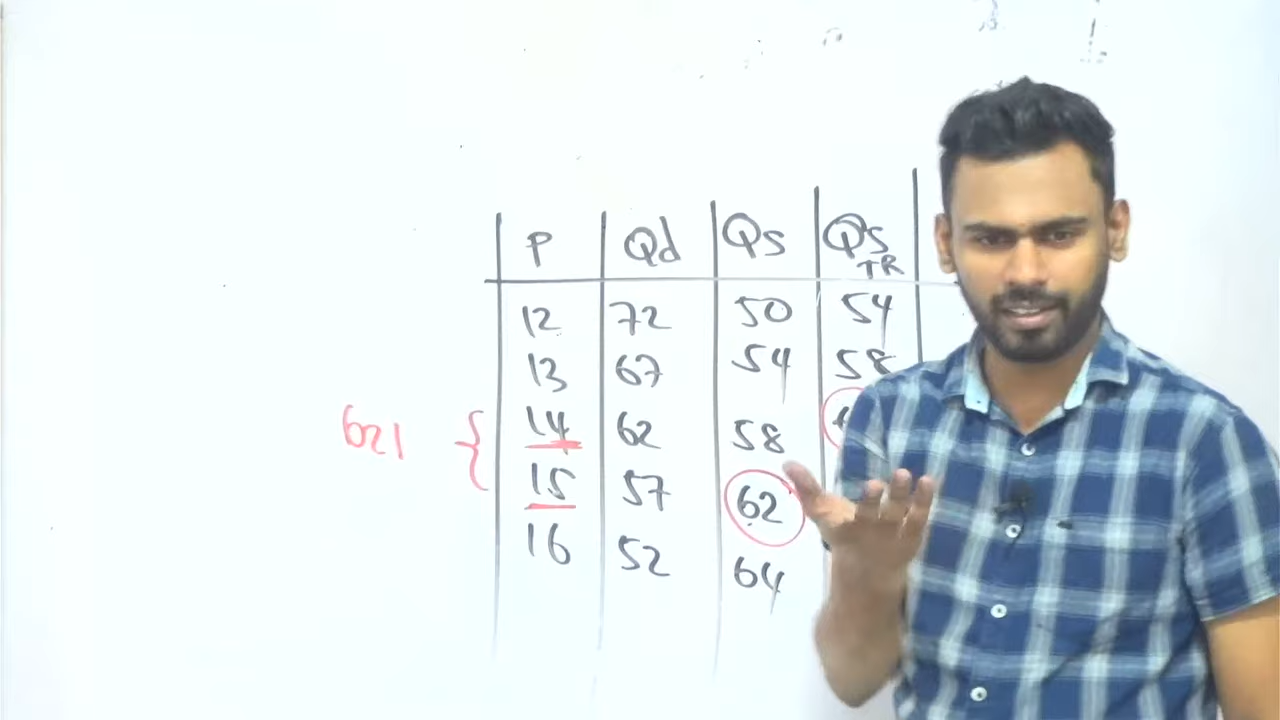 P Qd Qs Qs TR
12 72 50 54
13 67 54 58
621 { 14 62 58
15 57 62
16 52 64